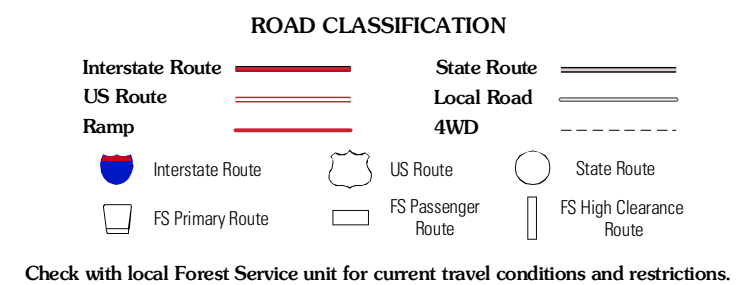 ROAD CLASSIFICATION
Interstate Route State Route
US Route Local Road
Ramp 4WD
Interstate Route US Route State Route
FS Primary Route FS Passenger Route FS High Clearance Route
Check with local Forest Service unit for current travel conditions and restrictions.